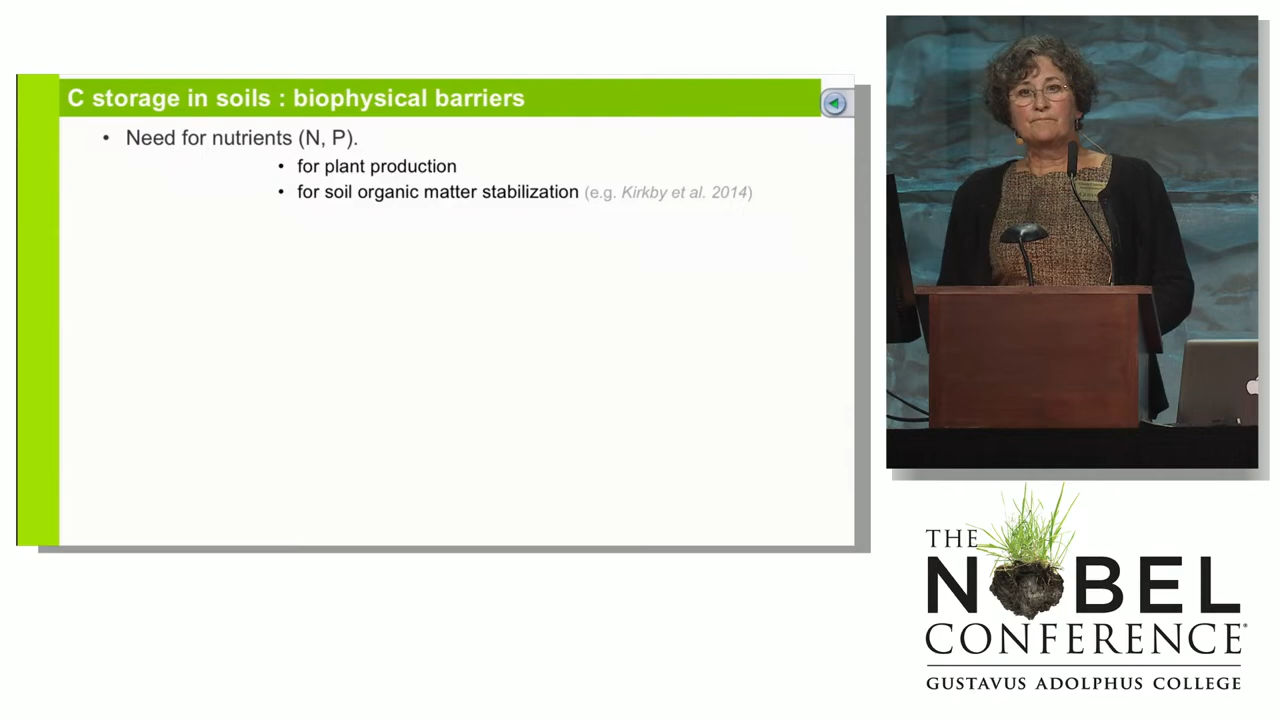 C storage in soils : biophysical barriers
• Need for nutrients (N, P).
• for plant production
• for soil organic matter stabilization (e.g. Kirkby et al. 2014)
THE
NOBEL
CONFERENCE
GUSTAVUS ADOLPHUS COLLEGE